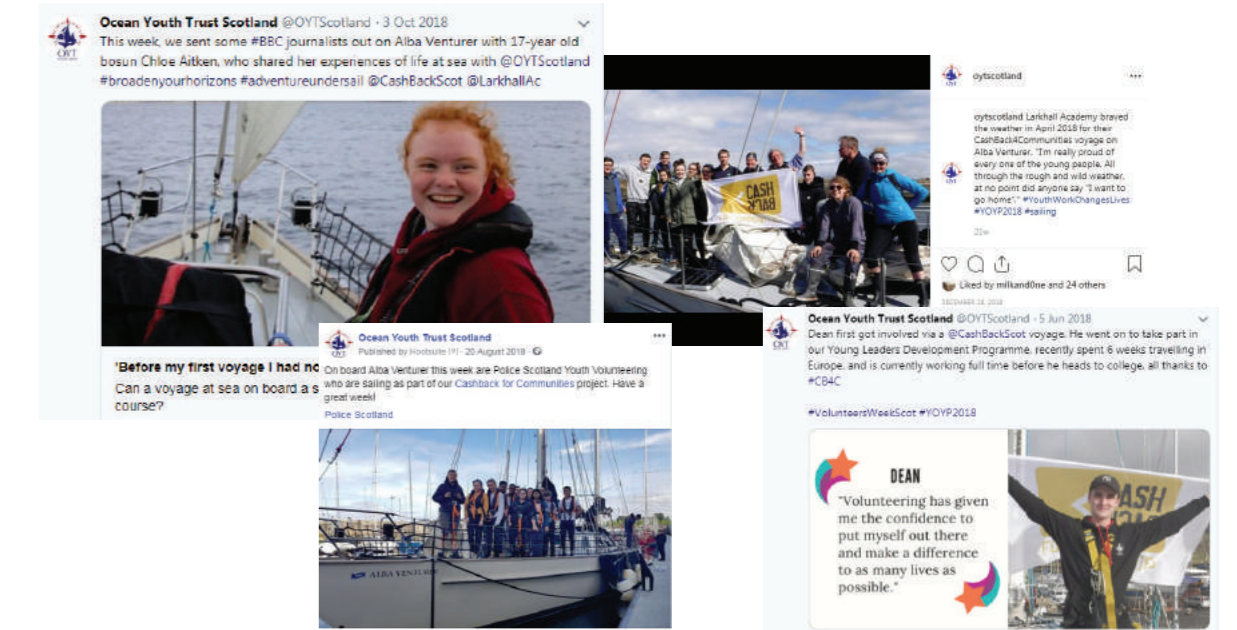 Ocean Youth Trust Scotland @OYTScotland · 3 Oct 2018
This week, we sent some #BBC journalists out on Alba Venturer with 17-year old
bosun Chloe Aitken, who shared her experiences of life at sea with @OYTScotland
#broadenyourhorizons #adventureundersail @CashBackScot @LarkhallAc
OYT
'Before my first voyage I had no
Can a voyage at sea on board a s
course?
oytscotland
oytscotland Larkhall Academy braved
the weather in April 2018 for their
CashBack4Communities voyage on
Alba Venturer. "I'm really proud of
every one of the young people. All
through the rough and wild weather,
at no point did anyone say "I want to
go home"." #YouthWorkChangesLives
#YOYP2018 #sailing
21w
Liked by milkand0ne and 24 others
DECEMBER 18, 2018
CASH
BACK
Ocean Youth Trust Scotland
Published by Hootsuite [?] · 20 August 2018 ·
On board Alba Venturer this week are Police Scotland Youth Volunteering
who are sailing as part of our Cashback for Communities project. Have a
great week!
Police Scotland
ALBA VENTURER
Ocean Youth Trust Scotland @OYTScotland · 5 Jun 2018
Dean first got involved via a @CashBackScot voyage. He went on to take part in
our Young Leaders Development Programme, recently spent 6 weeks travelling in
Europe, and is currently working full time before he heads to college, all thanks to
#CB4C
#VolunteersWeekScot #YOYP2018
OYT
DEAN
"Volunteering has given
me the confidence to
put myself out there
and make a difference
to as many lives as
possible."
ASH